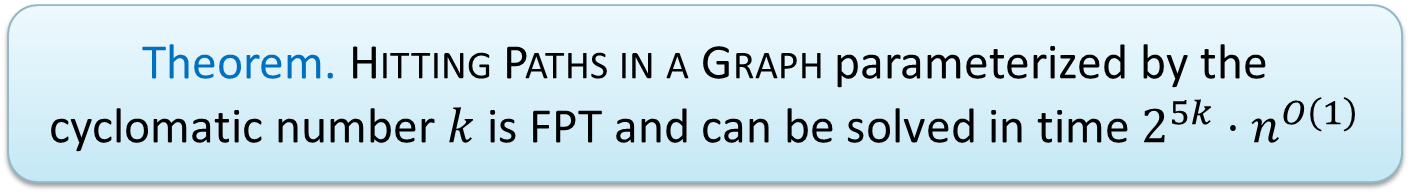 Theorem. HITTING PATHS IN A GRAPH parameterized by the
cyclomatic number k is FPT and can be solved in time 2^{5k} · n^{O(1)}